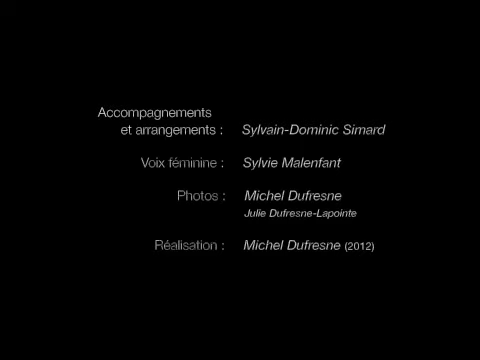 Accompagnements
et arrangements : Sylvain-Dominic Simard
Voix féminine : Sylvie Malenfant
Photos : Michel Dufresne
Julie Dufresne-Lapointe
Réalisation : Michel Dufresne (2012)